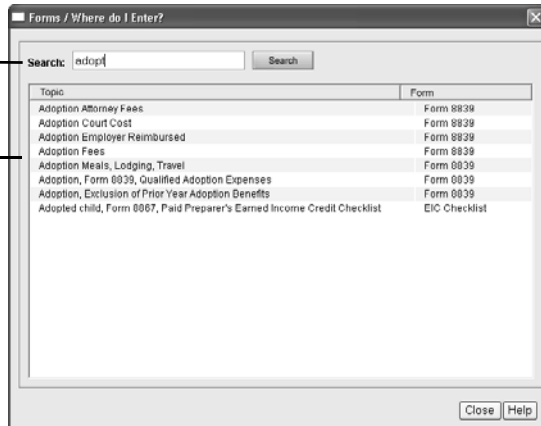 Forms / Where do I Enter?
Search: adopt Search
Topic Form
Adoption Attorney Fees Form 8839
Adoption Court Cost Form 8839
Adoption Employer Reimbursed Form 8839
Adoption Fees Form 8839
Adoption Meals, Lodging, Travel Form 8839
Adoption, Form 8839, Qualified Adoption Expenses Form 8839
Adoption, Exclusion of Prior Year Adoption Benefits Form 8839
Adopted child, Form 8867, Paid Preparer's Earned Income Credit Checklist EIC Checklist
Close Help